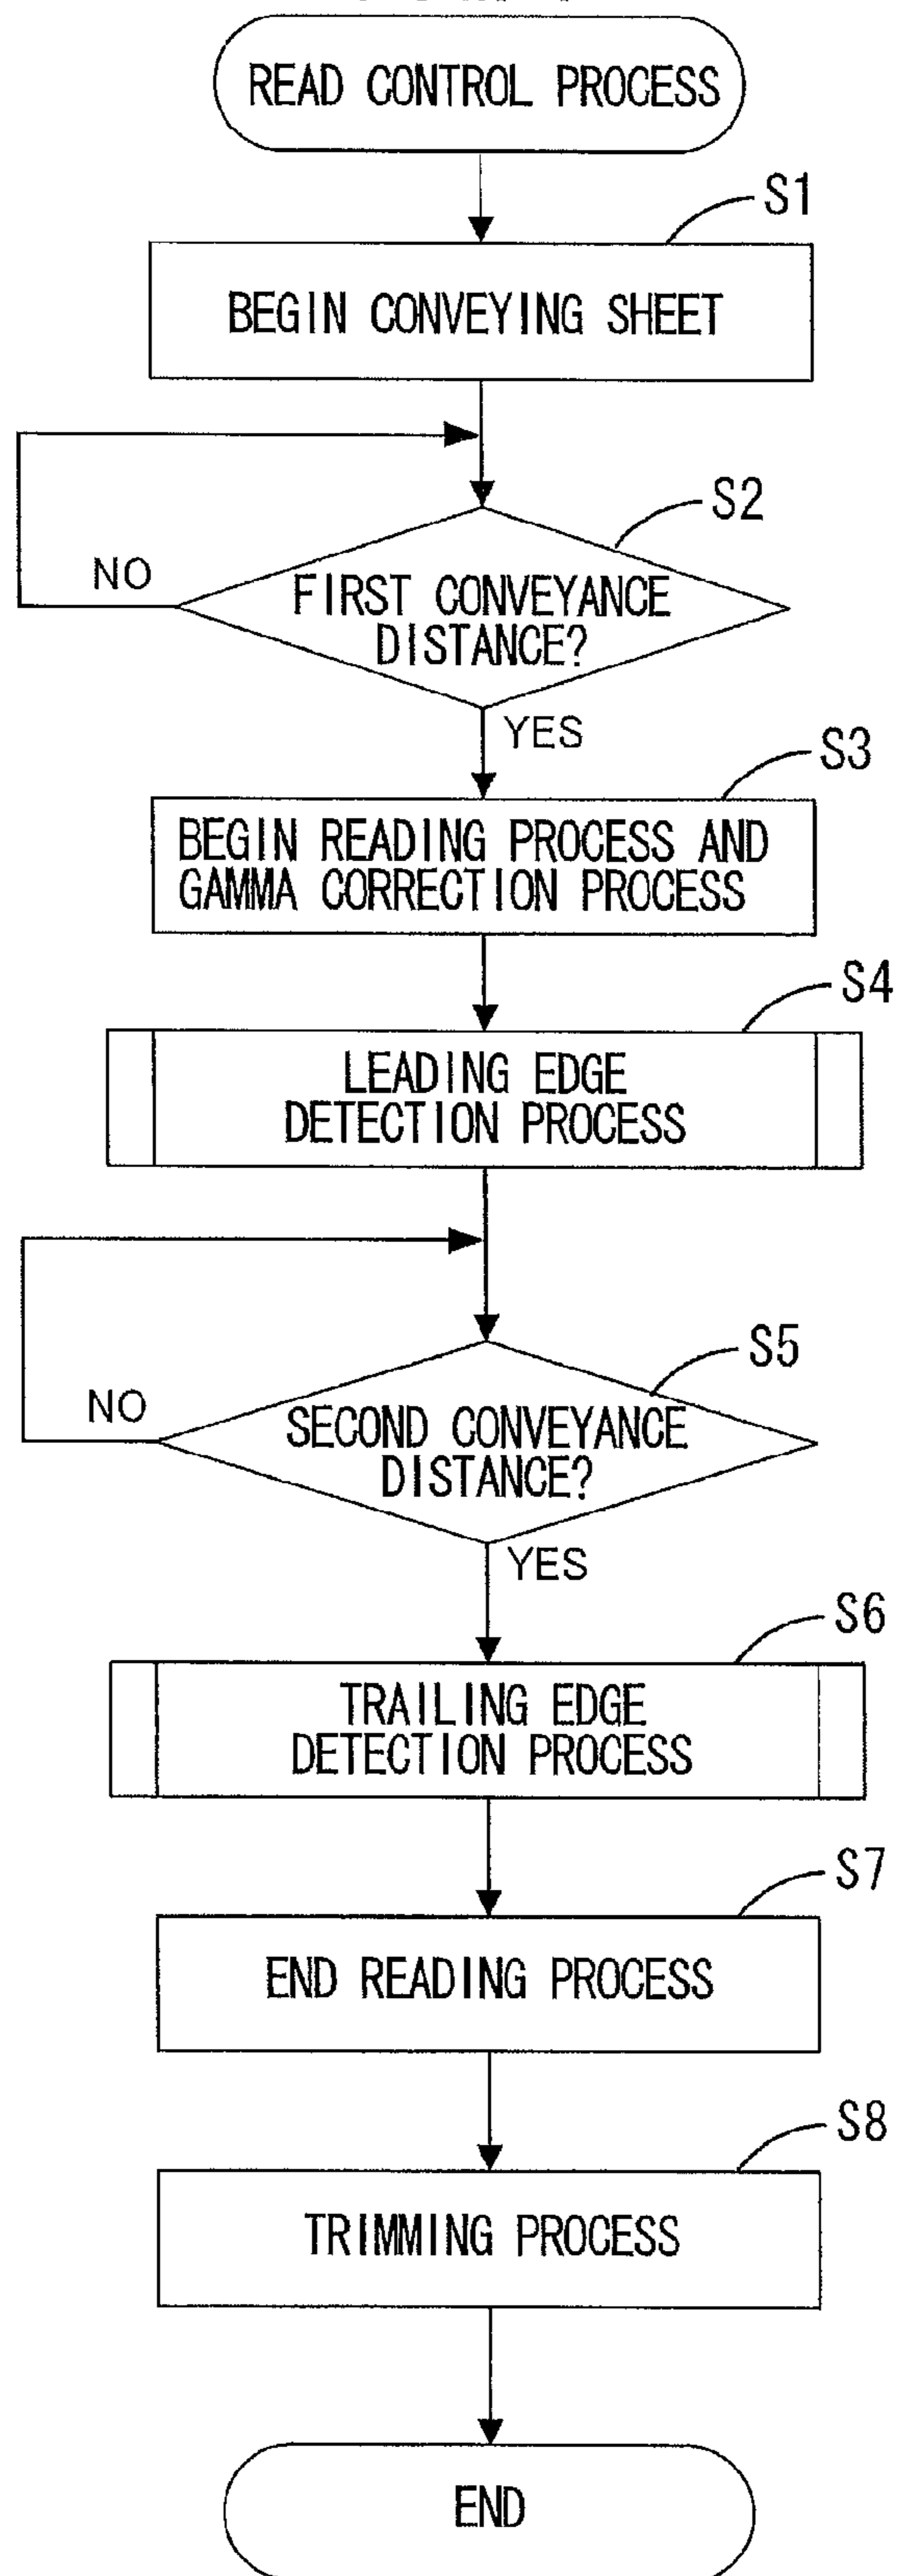 READ CONTROL PROCESS
S1
BEGIN CONVEYING SHEET
S2
NO
FIRST CONVEYANCE
DISTANCE?
YES
S3
BEGIN READING PROCESS AND
GAMMA CORRECTION PROCESS
S4
LEADING EDGE
DETECTION PROCESS
S5
NO
SECOND CONVEYANCE
DISTANCE?
YES
S6
TRAILING EDGE
DETECTION PROCESS
S7
END READING PROCESS
S8
TRIMMING PROCESS
END